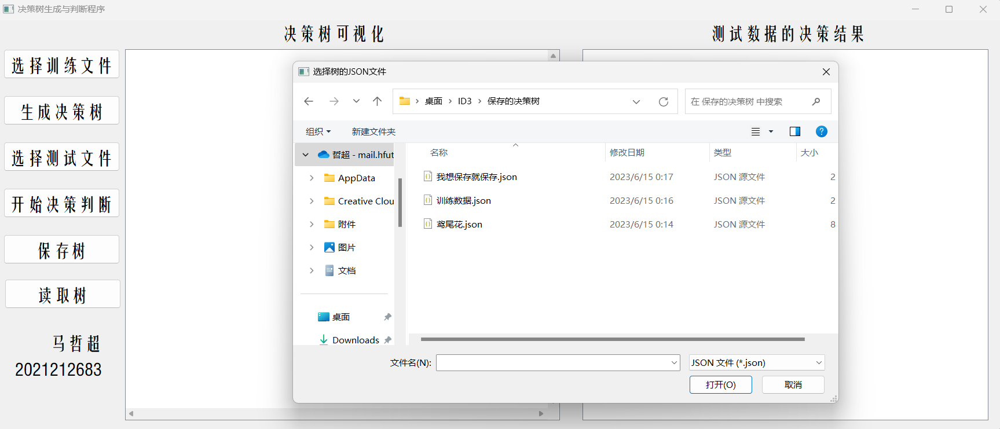 决策树生成与判断程序
决策树可视化
测试数据的决策结果
选择训练文件
生成决策树
选择测试文件
开始决策判断
保存树
读取树
马哲超
2021212683
选择树的JSON文件
桌面 › ID3 › 保存的决策树
在 保存的决策树 中搜索
组织 新建文件夹
哲超 - mail.hfut
AppData
Creative Clou
附件
图片
文档
桌面
Downloads
名称 修改日期 类型 大小
我想保存就保存.json 2023/6/15 0:17 JSON 源文件 2
训练数据.json 2023/6/15 0:16 JSON 源文件 2
鸢尾花.json 2023/6/15 0:14 JSON 源文件 8
文件名(N): JSON 文件 (*.json)
打开(O) 取消